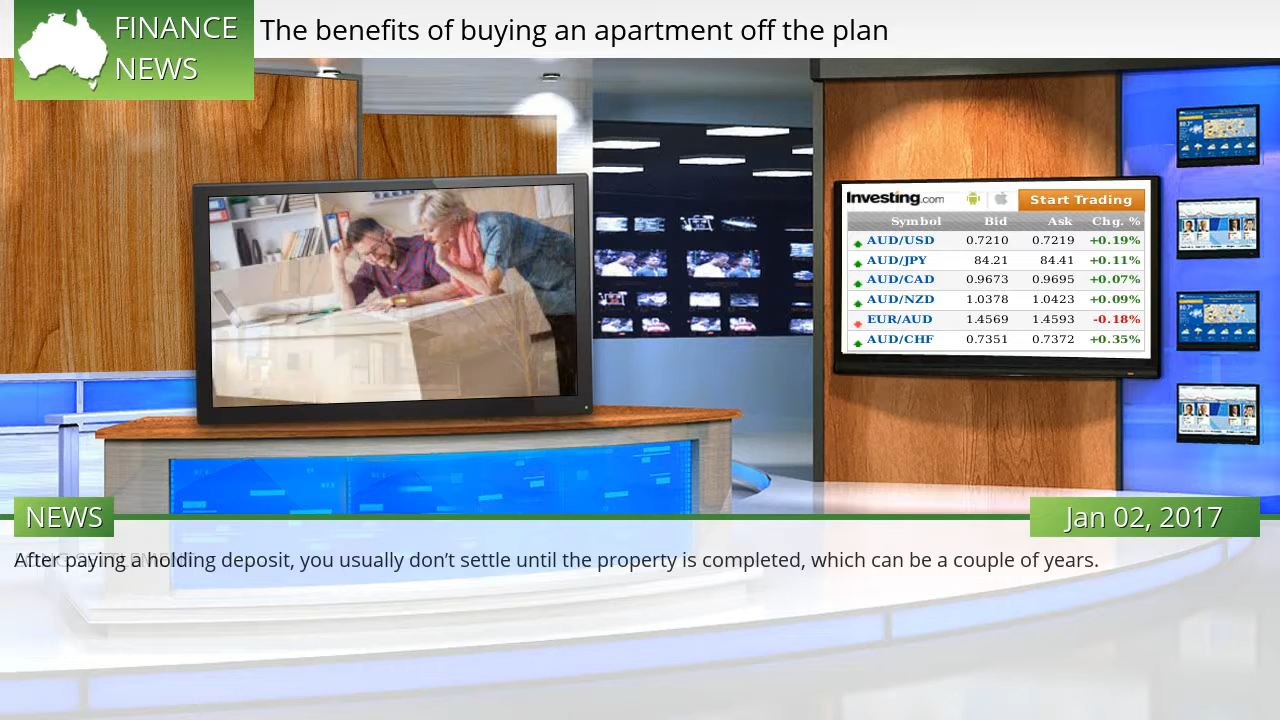 FINANCE
NEWS
The benefits of buying an apartment off the plan
Investing.com
Start Trading
Symbol Bid Ask Chg. %
AUD/USD 0.7210 0.7219 +0.19%
AUD/JPY 84.21 84.41 +0.11%
AUD/CAD 0.9673 0.9695 +0.07%
AUD/NZD 1.0378 1.0423 +0.09%
EUR/AUD 1.4569 1.4593 -0.18%
AUD/CHF 0.7351 0.7372 +0.35%
NEWS
Jan 02, 2017
After paying a holding deposit, you usually don’t settle until the property is completed, which can be a couple of years.